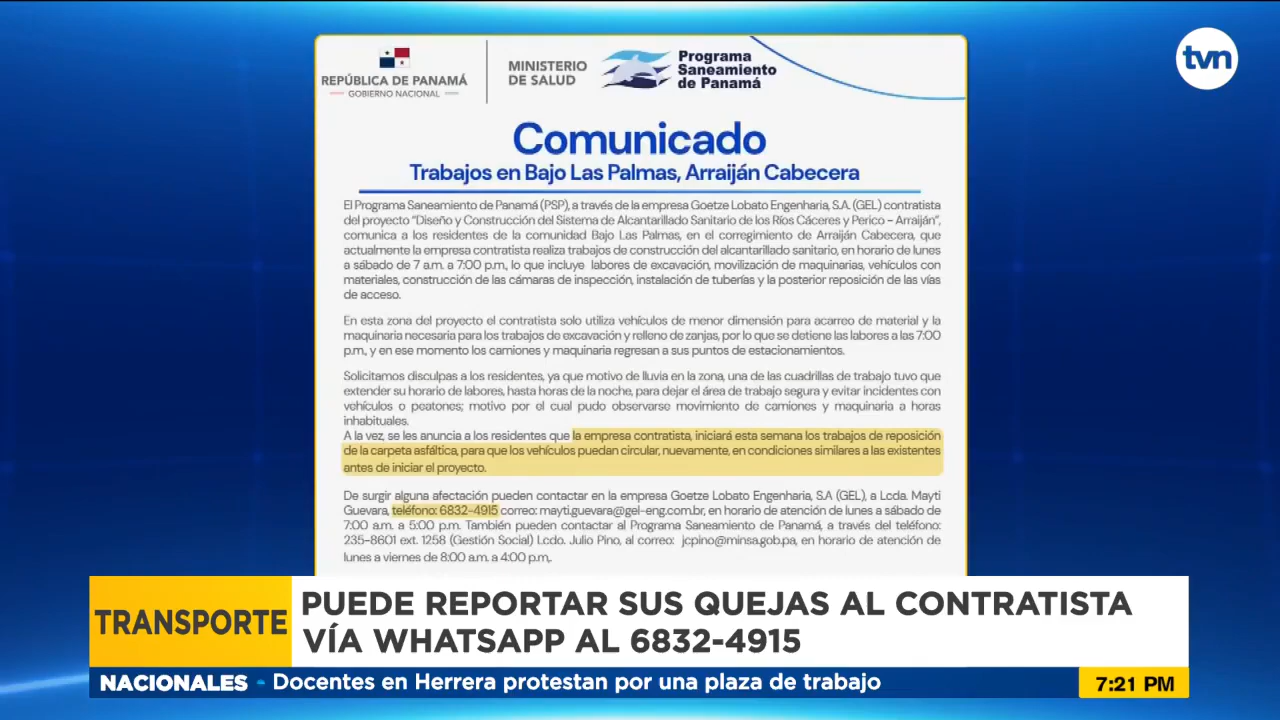 tvn
REPÚBLICA DE PANAMÁ
GOBIERNO NACIONAL
MINISTERIO
DE SALUD
Programa
Saneamiento
de Panamá
Comunicado
Trabajos en Bajo Las Palmas, Arraiján Cabecera
El Programa Saneamiento de Panamá (PSP), a través de la empresa Goetze Lobato Engenharia, S.A. (GEL) contratista
del proyecto "Diseño y Construcción del Sistema de Alcantarillado Sanitario de los Ríos Cáceres y Perico - Arraiján",
comunica a los residentes de la comunidad Bajo Las Palmas, en el corregimiento de Arraiján Cabecera, que
actualmente la empresa contratista realiza trabajos de construcción del alcantarillado sanitario, en horario de lunes
a sábado de 7 a.m. a 7:00 p.m., lo que incluye labores de excavación, movilización de maquinarias, vehículos con
materiales, construcción de las cámaras de inspección, instalación de tuberías y la posterior reposición de las vías
de acceso.
En esta zona del proyecto el contratista solo utiliza vehículos de menor dimensión para acarreo de material y la
maquinaria necesaria para los trabajos de excavación y relleno de zanjas, por lo que se detiene las labores a las 7:00
p.m., y en ese momento los camiones y maquinaria regresan a sus puntos de estacionamientos.
Solicitamos disculpas a los residentes, ya que motivo de lluvia en la zona, una de las cuadrillas de trabajo tuvo que
extender su horario de labores, hasta horas de la noche, para dejar el área de trabajo segura y evitar incidentes con
vehículos o peatones; motivo por el cual pudo observarse movimiento de camiones y maquinaria a horas
inhabituales.
A la vez, se les anuncia a los residentes que la empresa contratista, iniciará esta semana los trabajos de reposición
de la carpeta asfáltica, para que los vehículos puedan circular, nuevamente, en condiciones similares a las existentes
antes de iniciar el proyecto.
De surgir alguna afectación pueden contactar en la empresa Goetze Lobato Engenharia, S.A (GEL), a Lcda. Mayti
Guevara, teléfono: 6832-4915 correo: mayti.guevara@gel-eng.com.br, en horario de atención de lunes a sábado de
7:00 a.m. a 5:00 p.m. También pueden contactar al Programa Saneamiento de Panamá, a través del teléfono:
235-8601 ext. 1258 (Gestión Social) Lcdo. Julio Pino, al correo: jcpino@minsa.gob.pa, en horario de atención de
lunes a viernes de 8:00 a.m. a 4:00 p.m,.
TRANSPORTE
PUEDE REPORTAR SUS QUEJAS AL CONTRATISTA
VÍA WHATSAPP AL 6832-4915
NACIONALES - Docentes en Herrera protestan por una plaza de trabajo
7:21 PM